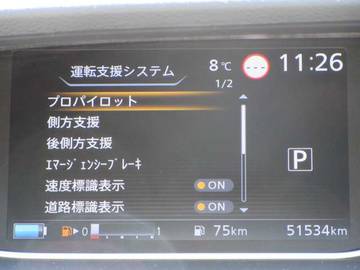 運転支援システム
8℃
11:26
1/2
プロパイロット
側方支援
後側方支援
ｴﾏｰｼﾞｪﾝｼｰﾌﾞﾚｰｷ
P
速度標識表示 ON
道路標識表示 ON
0 1 75km 51534km